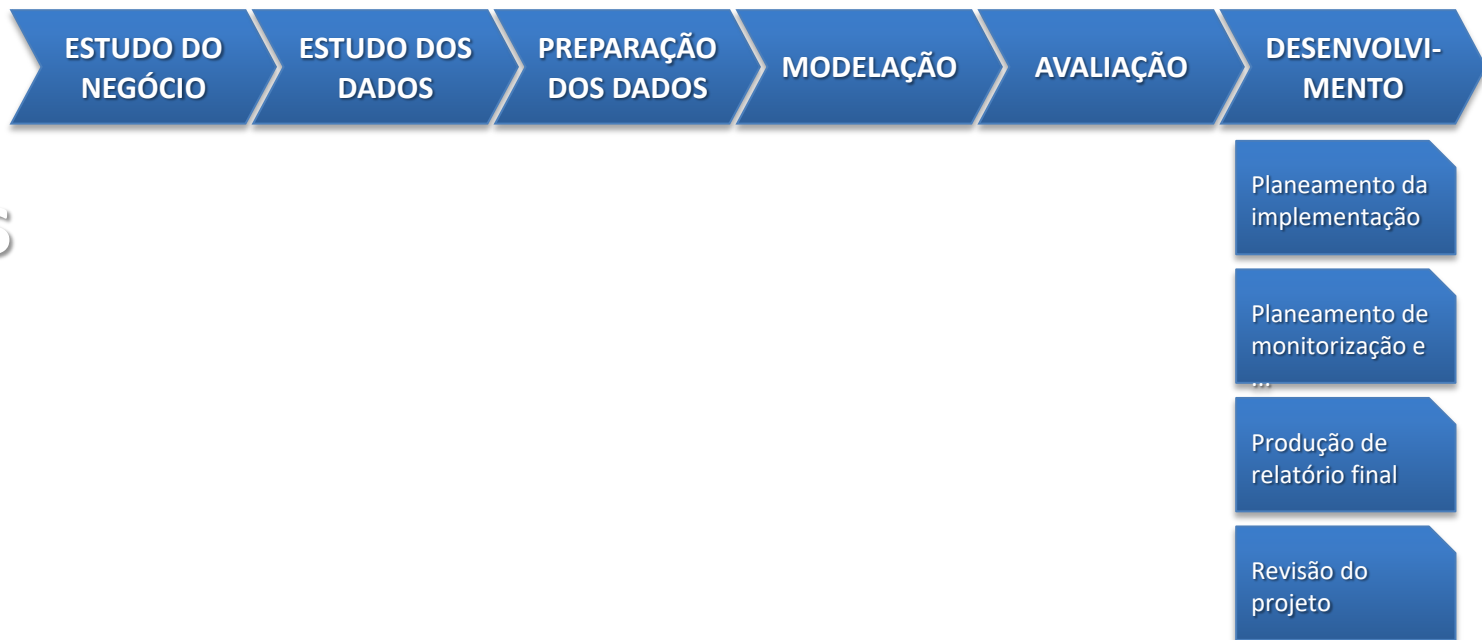 ESTUDO DO
NEGÓCIO
ESTUDO DOS
DADOS
PREPARAÇÃO
DOS DADOS
MODELAÇÃO
AVALIAÇÃO
DESENVOLVI-
MENTO
s
Planeamento da
implementação
Planeamento de
monitorização e
...
Produção de
relatório final
Revisão do
projeto